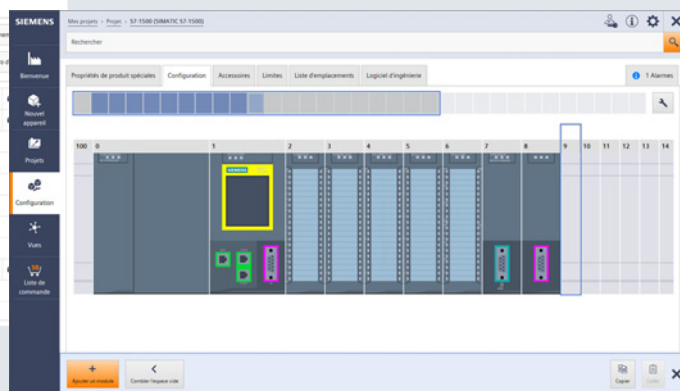 SIEMENS
Mes projets > Projet > S7-1500 (SIMATIC S7-1500)
Rechercher
Bienvenue
Nouvel appareil
Projets
Configuration
Vues
Liste de commande
Propriétés de produit spéciales Configuration Accessoires Limites Liste d'emplacements Logiciel d'ingénierie 1 Alarmes
100 0 1 2 3 4 5 6 7 8 9 10 11 12 13 14
SIEMENS
Ajouter un module
Combler l'espace vide
Copier